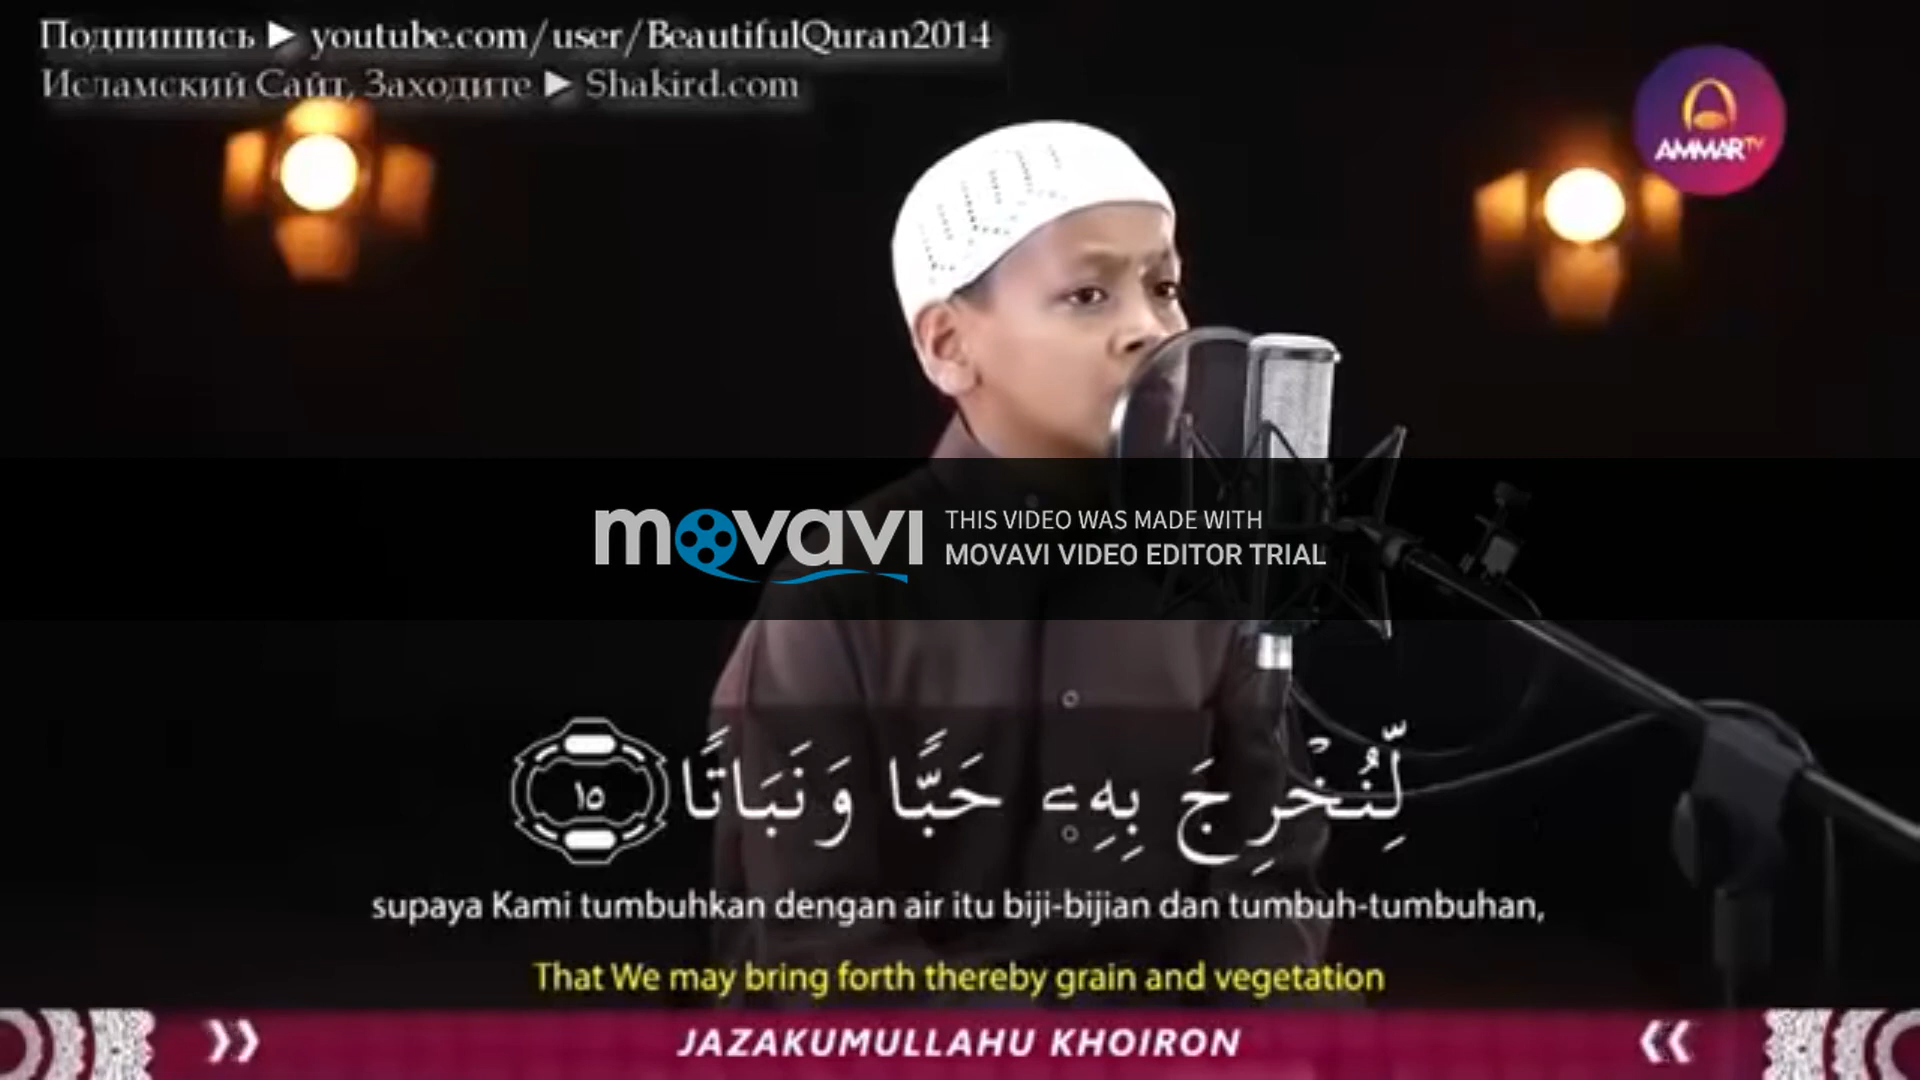 Подпишись ► youtube.com/user/BeautifulQuran2014
Исламский Сайт, Заходите ► Shakird.com
AMMARTV
movavi
THIS VIDEO WAS MADE WITH
MOVAVI VIDEO EDITOR TRIAL
لِّنُخْرِجَ بِهِۦ حَبًّا وَنَبَاتًا ١٥
supaya Kami tumbuhkan dengan air itu biji-bijian dan tumbuh-tumbuhan,
That We may bring forth thereby grain and vegetation
JAZAKUMULLAHU KHOIRON